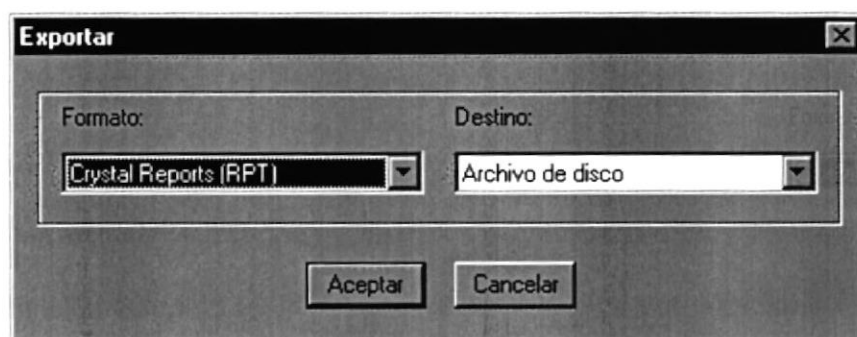 Exportar
Formato: Destino:
Crystal Reports (RPT) Archivo de disco
Aceptar Cancelar